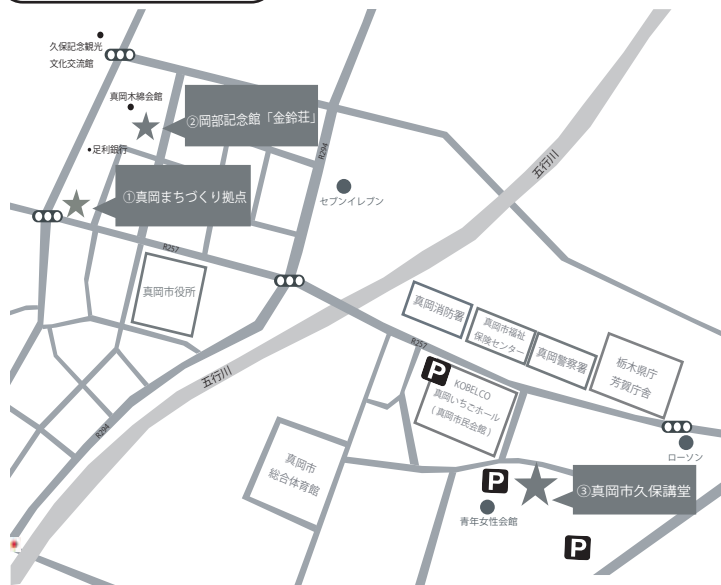 久保記念観光
文化交流館
真岡木綿会館
②岡部記念館「金鈴荘」
足利銀行
R294
五行川
セブンイレブン
①真岡まちづくり拠点
R257
真岡市役所
真岡消防署
真岡市福祉
保険センター
真岡警察署
栃木県庁
芳賀庁舎
R257
五行川
P
KOBELCO
真岡いちごホール
(真岡市民会館)
R294
ローソン
真岡市
総合体育館
P
③真岡市久保講堂
青年女性会館
P